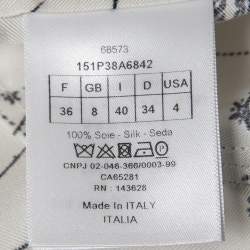 68573
151P38A6842
F GB I D USA
36 8 40 34 4
100% Soie - Silk - Seda
CNPJ 02-046-366/0003-99
CA65281
RN : 143628
Made In ITALY
ITALIA